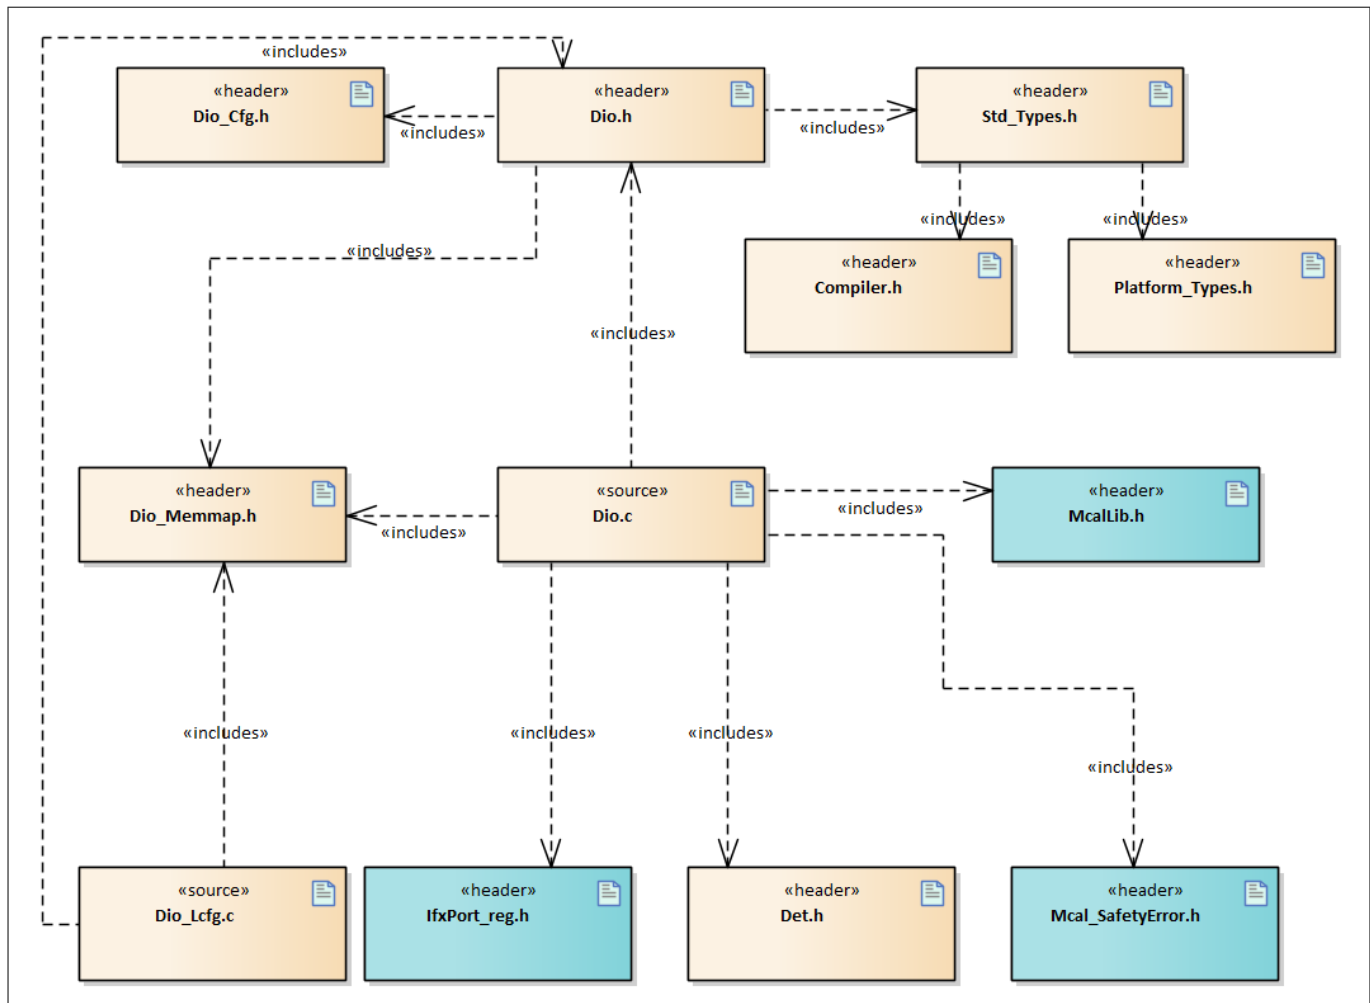 «includes»
«header»
Dio_Cfg.h
«header»
Dio.h
«header»
Std_Types.h
«includes»
«includes»
«includes»
«includes»
«includes»
«header»
Compiler.h
«header»
Platform_Types.h
«includes»
«header»
Dio_Memmap.h
«source»
Dio.c
«header»
McalLib.h
«includes»
«includes»
«includes»
«includes»
«includes»
«includes»
«source»
Dio_Lcfg.c
«header»
IfxPort_reg.h
«header»
Det.h
«header»
Mcal_SafetyError.h